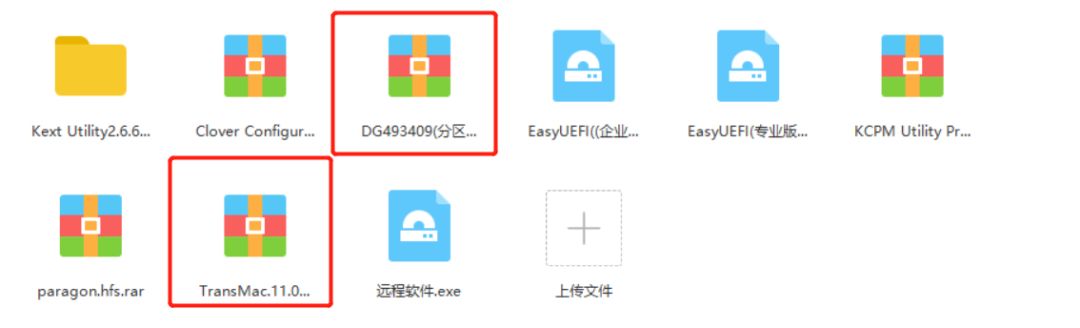 Kext Utility2.6.6...
Clover Configur...
DG493409(分区...
EasyUEFI((企业...
EasyUEFI(专业版...
KCPM Utility Pr...
paragon.hfs.rar
TransMac.11.0...
远程软件.exe
上传文件